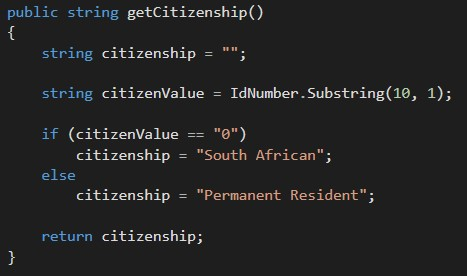 public string getCitizenship()
{
    string citizenship = "";
    string citizenValue = IdNumber.Substring(10, 1);
    if (citizenValue == "0")
        citizenship = "South African";
    else
        citizenship = "Permanent Resident";
    return citizenship;
}